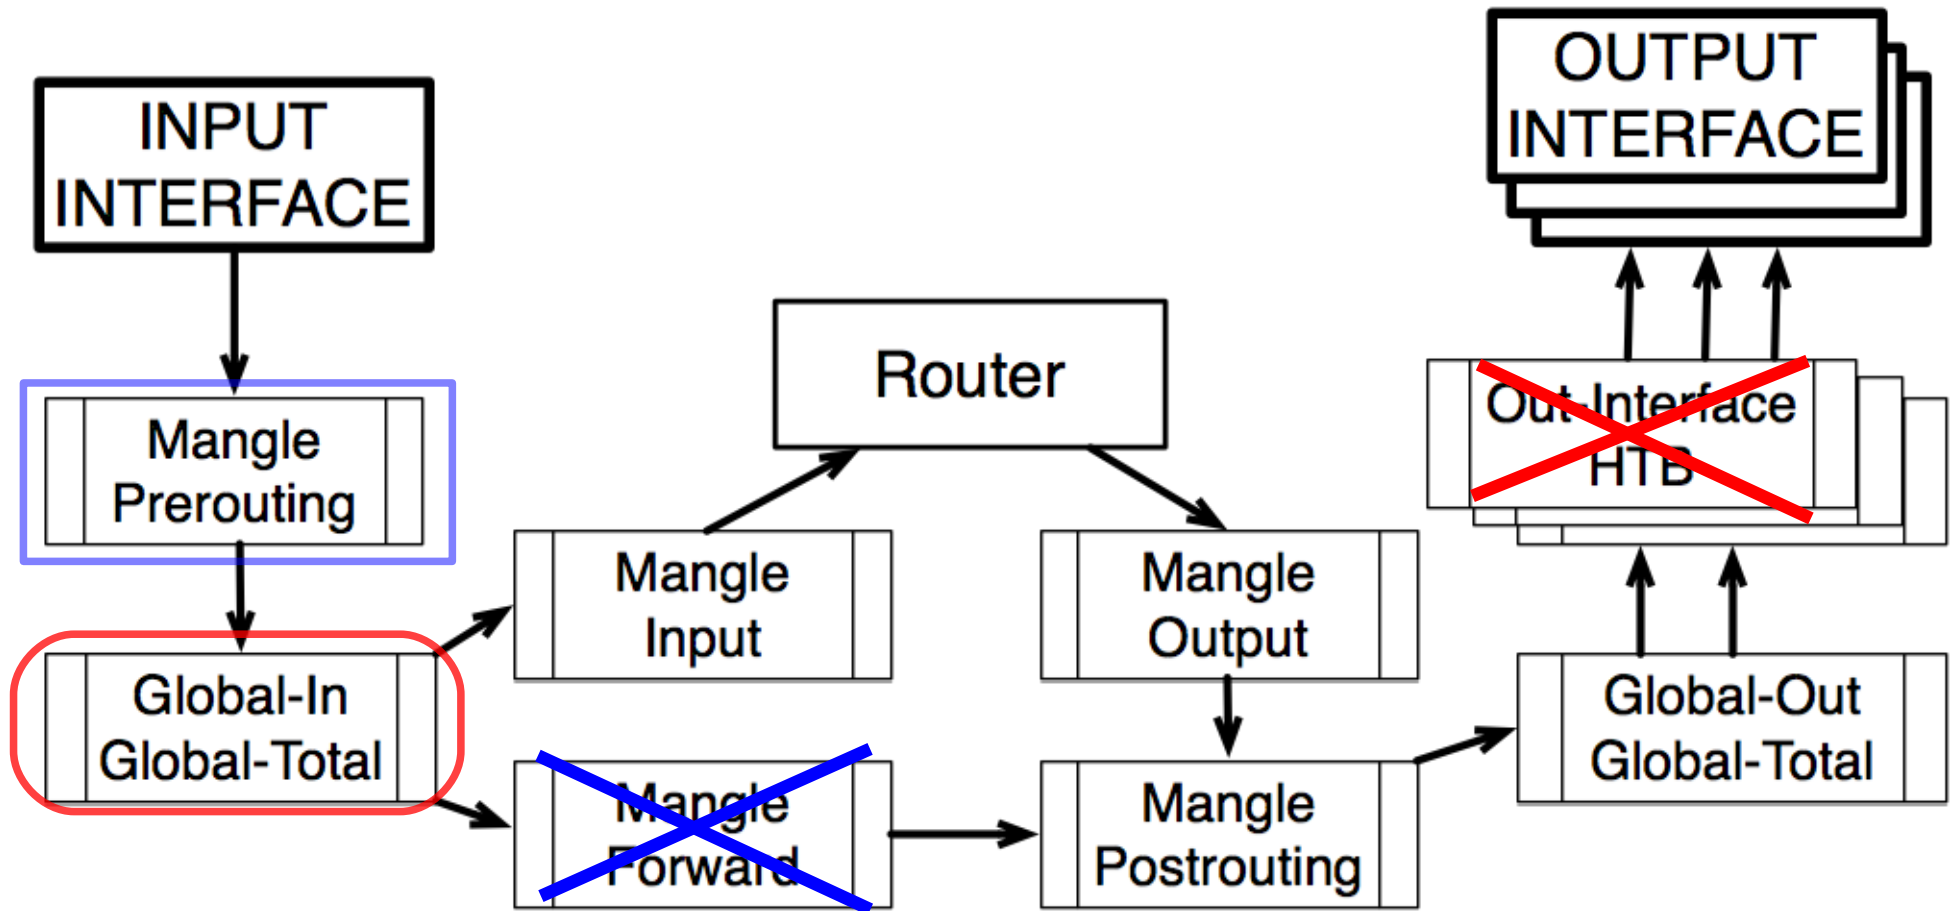 INPUT
INTERFACE
OUTPUT
INTERFACE
Router
Mangle
Prerouting
Out-Interface
HTB
Mangle
Input
Mangle
Output
Global-In
Global-Total
Global-Out
Global-Total
Mangle
Forward
Mangle
Postrouting